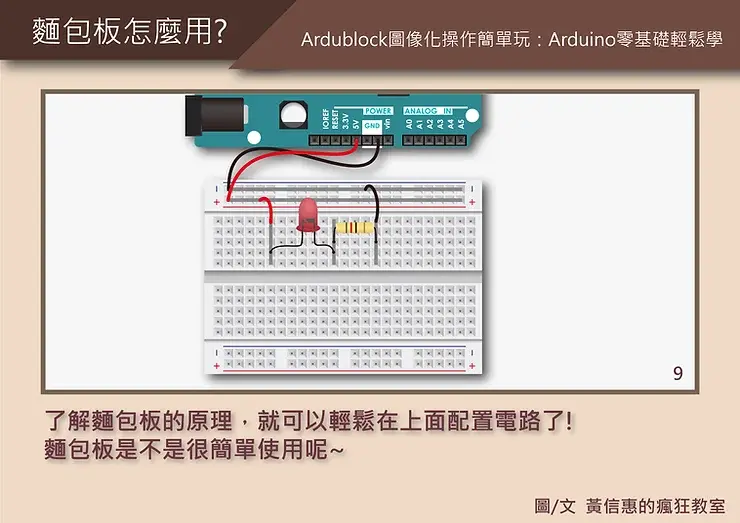 麵包板怎麼用?
Ardublock圖像化操作簡單玩：Arduino零基礎輕鬆學
IOREF
RESET
3.3V
5V
GND
Vin
POWER
ANALOG IN
A0
A1
A2
A3
A4
A5
- -
+ +
- -
+ +
9
了解麵包板的原理，就可以輕鬆在上面配置電路了!
麵包板是不是很簡單使用呢~
圖/文 黃信惠的瘋狂教室